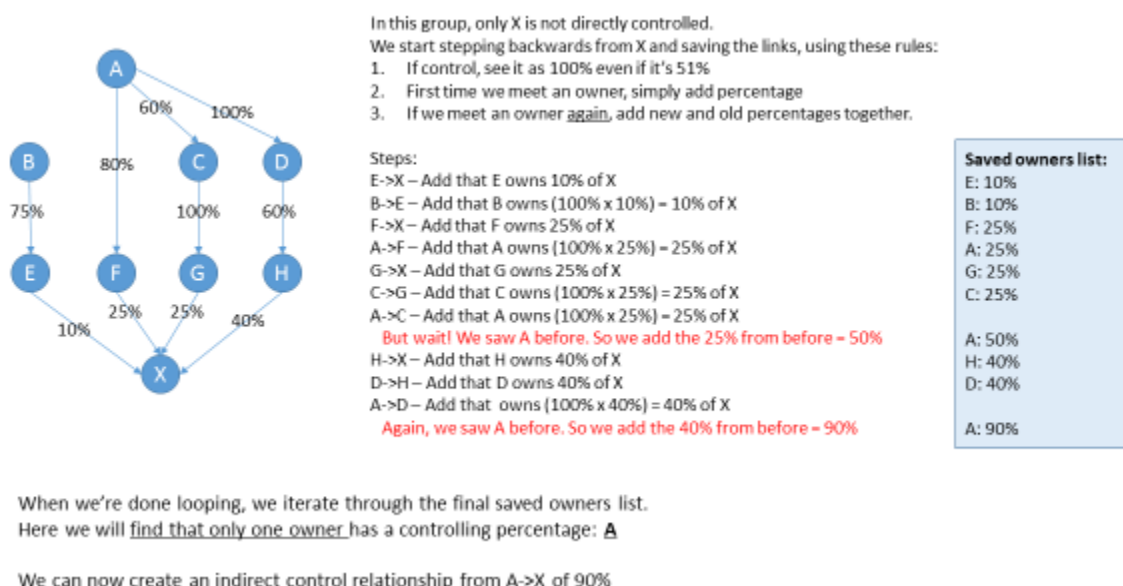 In this group, only X is not directly controlled.
We start stepping backwards from X and saving the links, using these rules:
1. If control, see it as 100% even if it's 51%
2. First time we meet an owner, simply add percentage
3. If we meet an owner again, add new and old percentages together.
A
60%
100%
B
80%
C
D
75%
100%
60%
E
F
G
H
10%
25%
25%
40%
X
Steps:
E->X – Add that E owns 10% of X
B->E – Add that B owns (100% x 10%) = 10% of X
F->X – Add that F owns 25% of X
A->F – Add that A owns (100% x 25%) = 25% of X
G->X – Add that G owns 25% of X
C->G – Add that C owns (100% x 25%) = 25% of X
A->C – Add that A owns (100% x 25%) = 25% of X
But wait! We saw A before. So we add the 25% from before = 50%
H->X – Add that H owns 40% of X
D->H – Add that D owns 40% of X
A->D – Add that owns (100% x 40%) = 40% of X
Again, we saw A before. So we add the 40% from before = 90%
Saved owners list:
E: 10%
B: 10%
F: 25%
A: 25%
G: 25%
C: 25%
A: 50%
H: 40%
D: 40%
A: 90%
When we're done looping, we iterate through the final saved owners list.
Here we will find that only one owner has a controlling percentage: A
We can now create an indirect control relationship from A->X of 90%